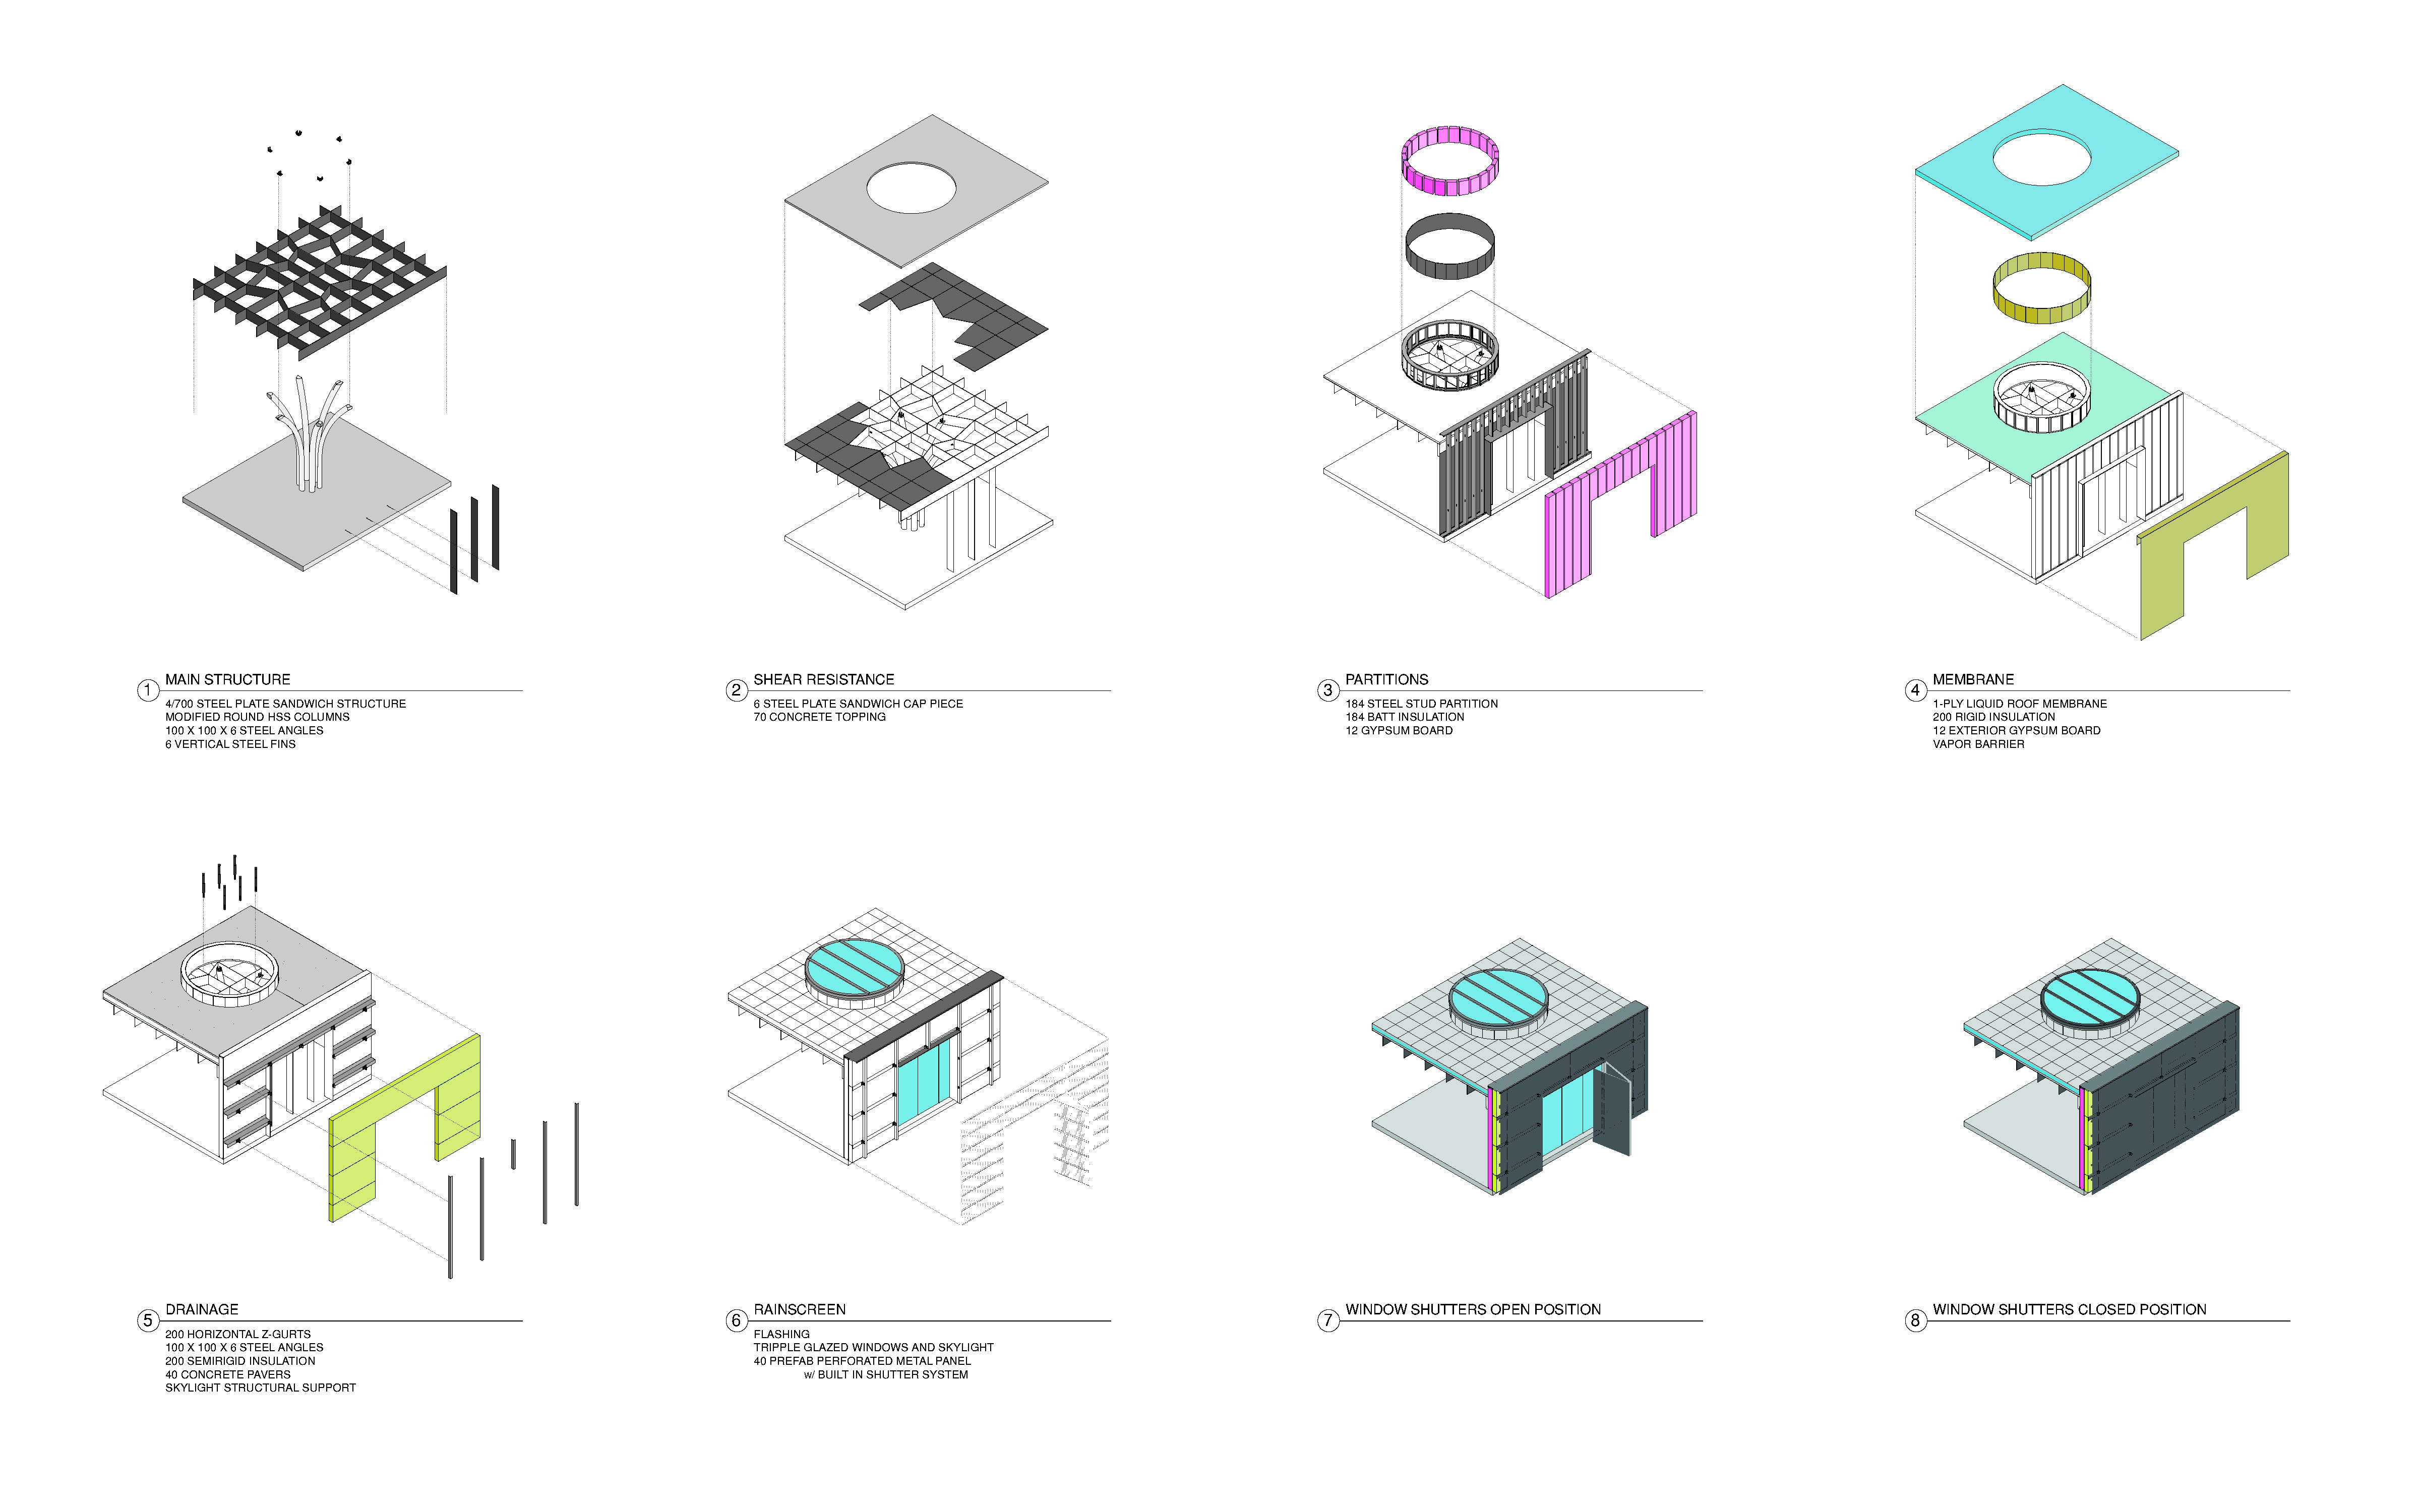 1 MAIN STRUCTURE
4/700 STEEL PLATE SANDWICH STRUCTURE
MODIFIED ROUND HSS COLUMNS
100 X 100 X 6 STEEL ANGLES
6 VERTICAL STEEL FINS
2 SHEAR RESISTANCE
6 STEEL PLATE SANDWICH CAP PIECE
70 CONCRETE TOPPING
3 PARTITIONS
184 STEEL STUD PARTITION
184 BATT INSULATION
12 GYPSUM BOARD
4 MEMBRANE
1-PLY LIQUID ROOF MEMBRANE
200 RIGID INSULATION
12 EXTERIOR GYPSUM BOARD
VAPOR BARRIER
5 DRAINAGE
200 HORIZONTAL Z-GURTS
100 X 100 X 6 STEEL ANGLES
200 SEMIRIGID INSULATION
40 CONCRETE PAVERS
SKYLIGHT STRUCTURAL SUPPORT
6 RAINSCREEN
FLASHING
TRIPPLE GLAZED WINDOWS AND SKYLIGHT
40 PREFAB PERFORATED METAL PANEL
w/ BUILT IN SHUTTER SYSTEM
7 WINDOW SHUTTERS OPEN POSITION
8 WINDOW SHUTTERS CLOSED POSITION